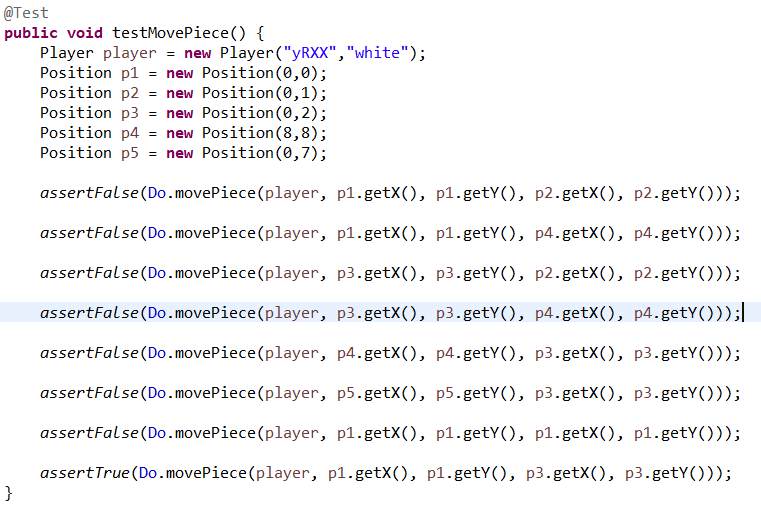 @Test
public void testMovePiece() {
    Player player = new Player("yRXX","white");
    Position p1 = new Position(0,0);
    Position p2 = new Position(0,1);
    Position p3 = new Position(0,2);
    Position p4 = new Position(8,8);
    Position p5 = new Position(0,7);
    assertFalse(Do.movePiece(player, p1.getX(), p1.getY(), p2.getX(), p2.getY()));
    assertFalse(Do.movePiece(player, p1.getX(), p1.getY(), p4.getX(), p4.getY()));
    assertFalse(Do.movePiece(player, p3.getX(), p3.getY(), p2.getX(), p2.getY()));
    assertFalse(Do.movePiece(player, p3.getX(), p3.getY(), p4.getX(), p4.getY()));
    assertFalse(Do.movePiece(player, p4.getX(), p4.getY(), p3.getX(), p3.getY()));
    assertFalse(Do.movePiece(player, p5.getX(), p5.getY(), p3.getX(), p3.getY()));
    assertFalse(Do.movePiece(player, p1.getX(), p1.getY(), p1.getX(), p1.getY()));
    assertTrue(Do.movePiece(player, p1.getX(), p1.getY(), p3.getX(), p3.getY()));
}